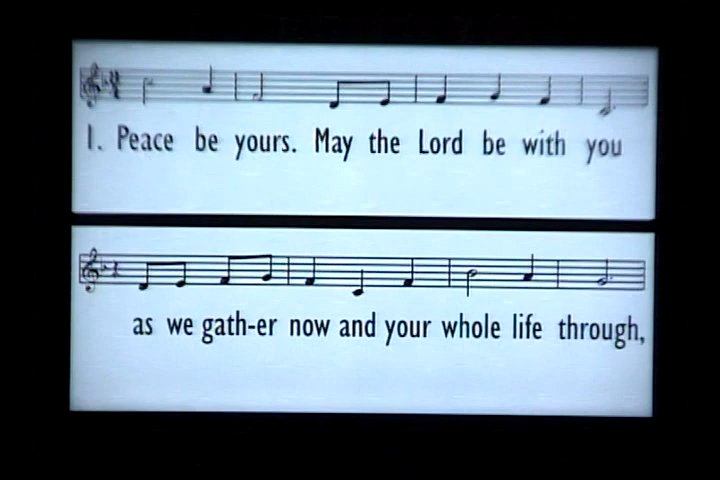 1. Peace be yours. May the Lord be with you
as we gath-er now and your whole life through,